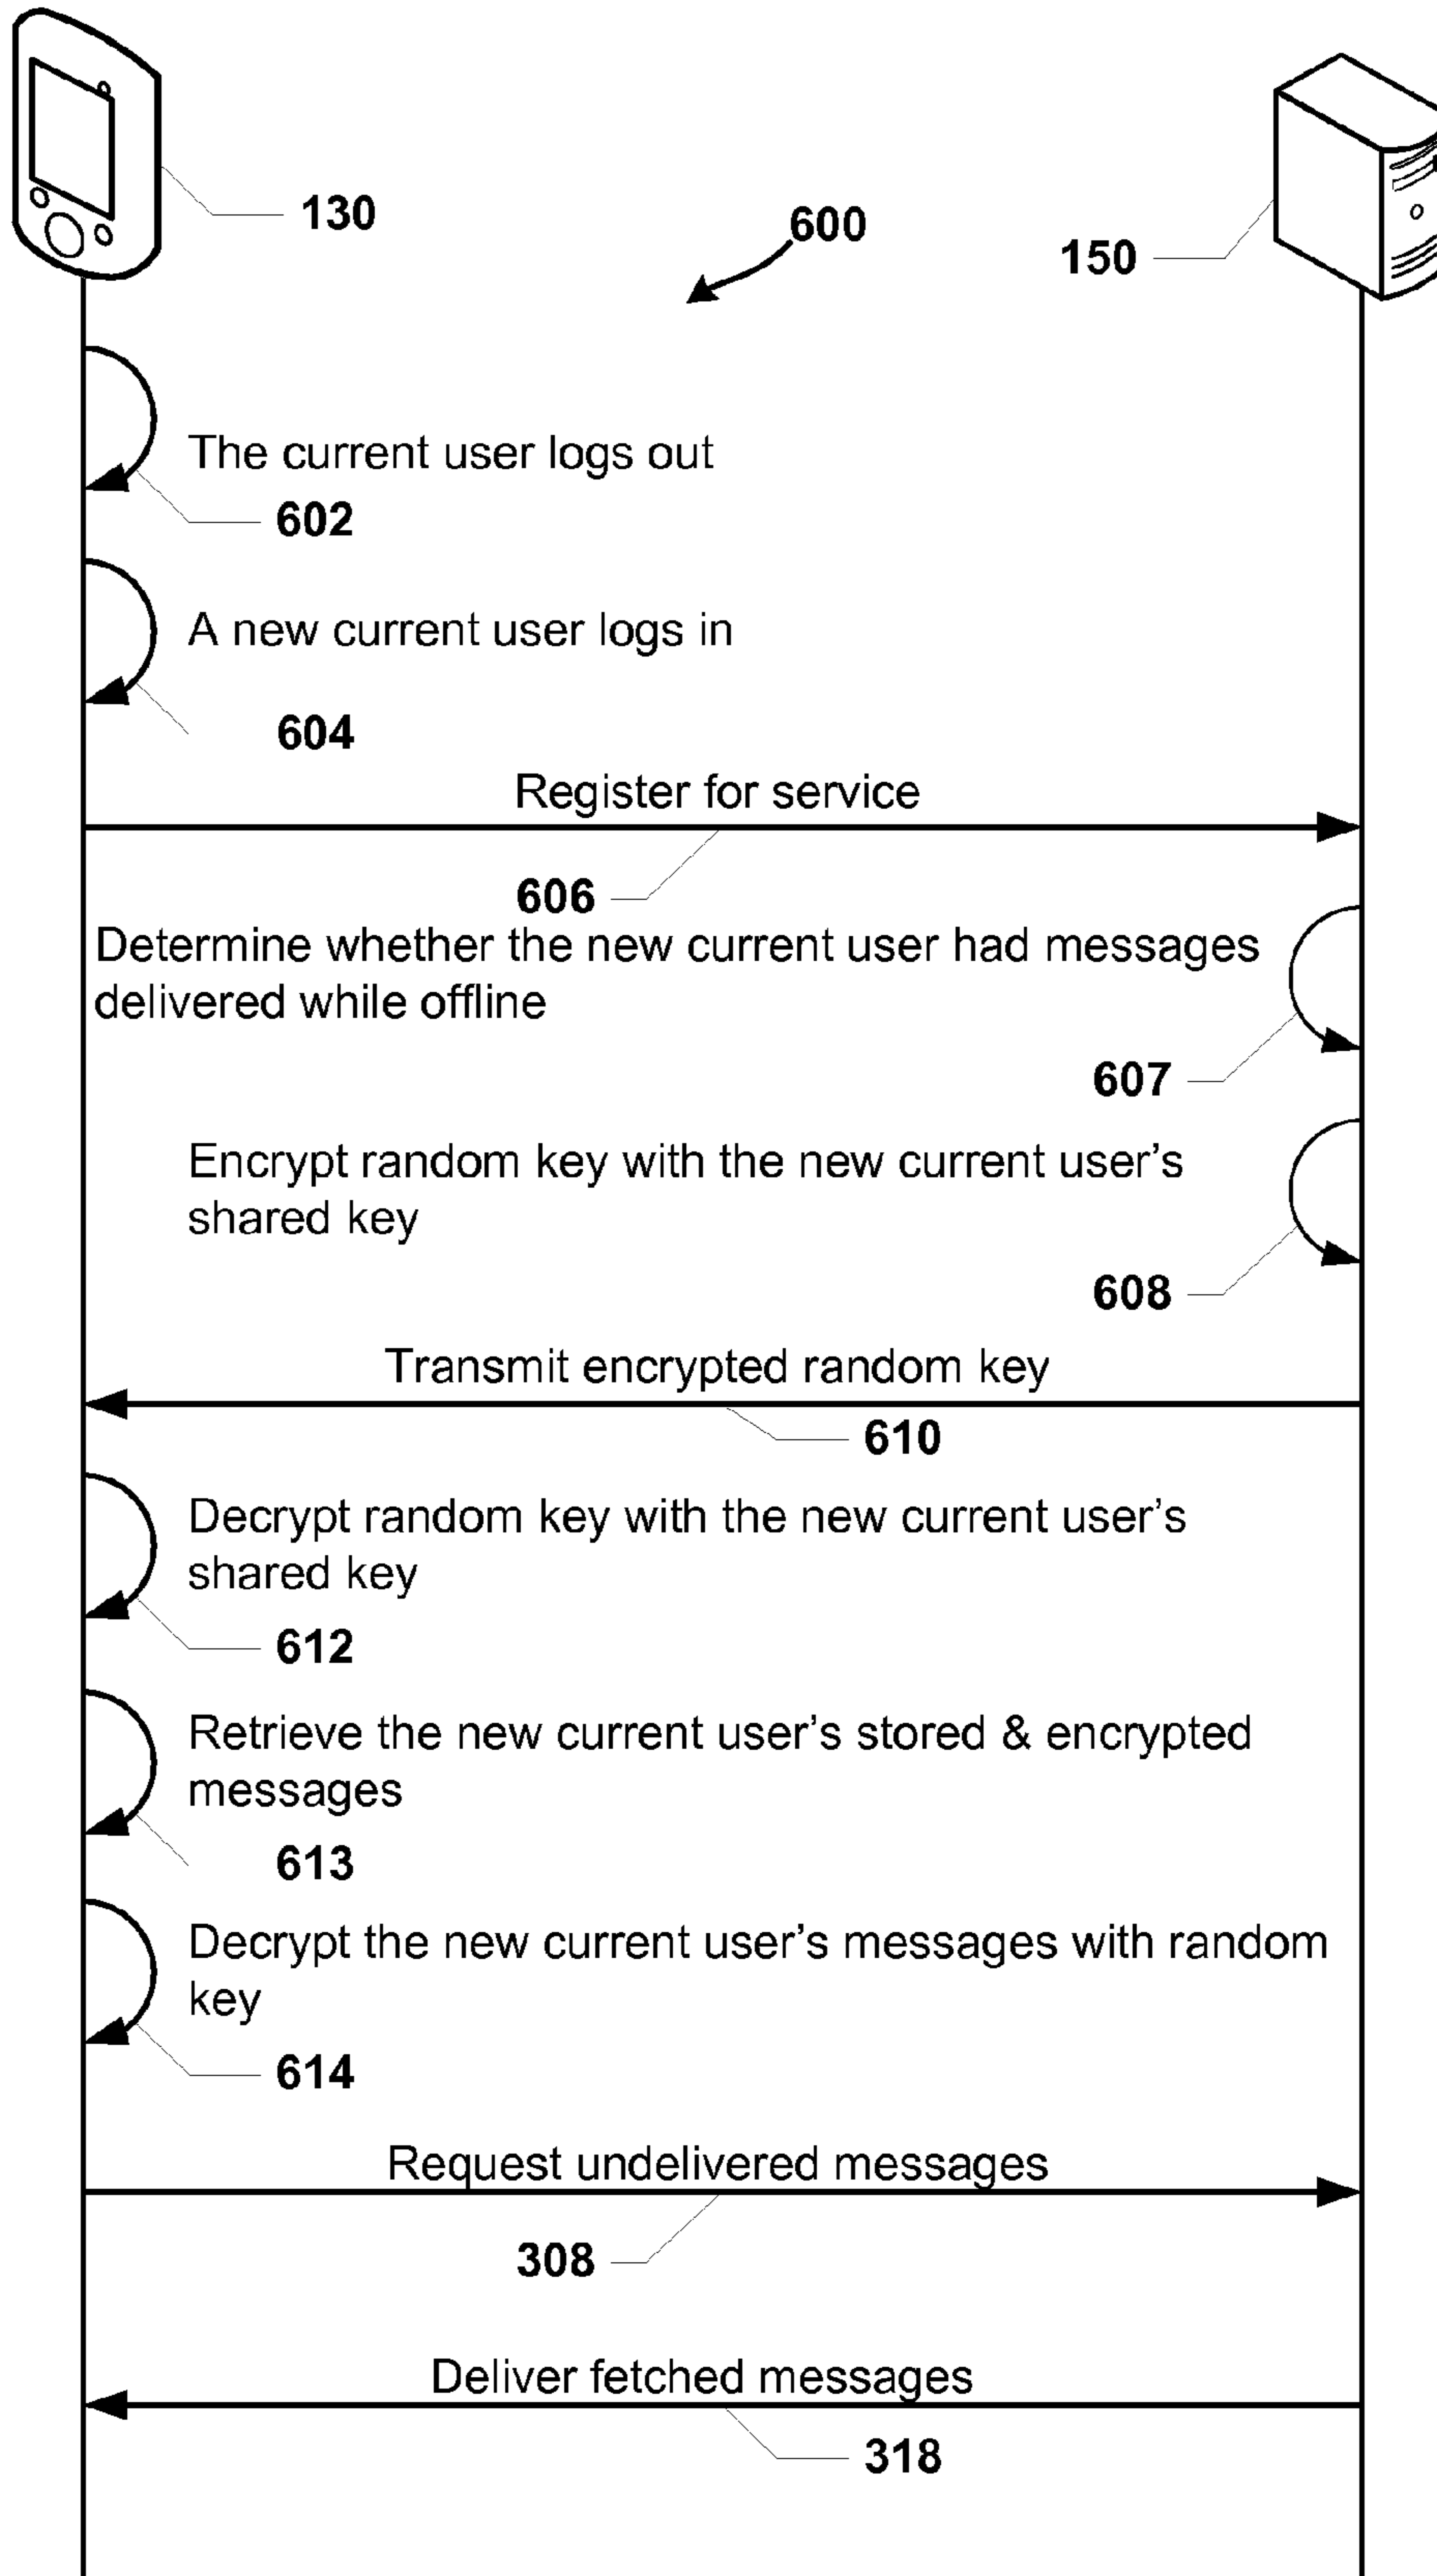 130
600
150
The current user logs out
602
A new current user logs in
604
Register for service
606
Determine whether the new current user had messages
delivered while offline
607
Encrypt random key with the new current user's
shared key
608
Transmit encrypted random key
610
Decrypt random key with the new current user's
shared key
612
Retrieve the new current user's stored & encrypted
messages
613
Decrypt the new current user's messages with random
key
614
Request undelivered messages
308
Deliver fetched messages
318